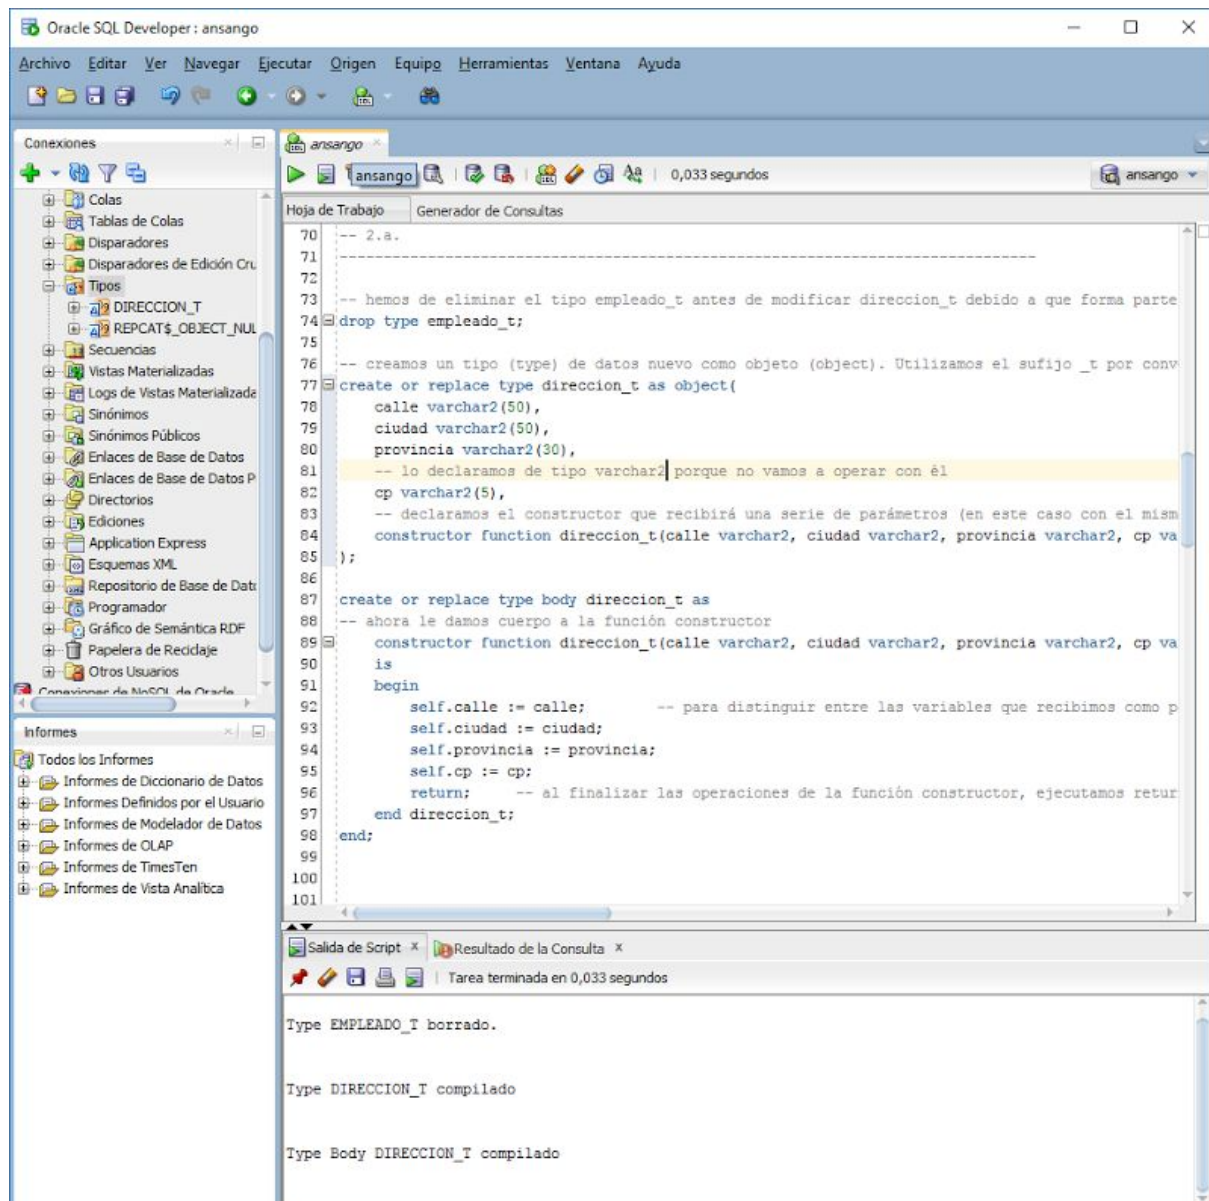 Oracle SQL Developer : ansango
Archivo Editar Ver Navegar Ejecutar Origen Equipo Herramientas Ventana Ayuda
Conexiones
Colas
Tablas de Colas
Disparadores
Disparadores de Edición Cru
Tipos
DIRECCION_T
REPCAT$_OBJECT_NUL
Secuencias
Vistas Materializadas
Logs de Vistas Materializada
Sinónimos
Sinónimos Públicos
Enlaces de Base de Datos
Enlaces de Base de Datos P
Directorios
Ediciones
Application Express
Esquemas XML
Repositorio de Base de Dato
Programador
Gráfico de Semántica RDF
Papelera de Reciclaje
Otros Usuarios
Conexiones de NoSQL de Oracle
Informes
Todos los Informes
Informes de Diccionario de Datos
Informes Definidos por el Usuario
Informes de Modelador de Datos
Informes de OLAP
Informes de TimesTen
Informes de Vista Analítica
ansango
ansango
0,033 segundos
ansango
Hoja de Trabajo Generador de Consultas
70 -- 2.a.
71 -------------------------------------------------------------------------------
72
73 -- hemos de eliminar el tipo empleado_t antes de modificar direccion_t debido a que forma parte
74 drop type empleado_t;
75
76 -- creamos un tipo (type) de datos nuevo como objeto (object). Utilizamos el sufijo _t por conv
77 create or replace type direccion_t as object(
78 calle varchar2(50),
79 ciudad varchar2(50),
80 provincia varchar2(30),
81 -- lo declaramos de tipo varchar2 porque no vamos a operar con èl
82 cp varchar2(5),
83 -- declaramos el constructor que recibirá una serie de parámetros (en este caso con el mism
84 constructor function direccion_t(calle varchar2, ciudad varchar2, provincia varchar2, cp va
85 );
86
87 create or replace type body direccion_t as
88 -- ahora le damos cuerpo a la función constructor
89 constructor function direccion_t(calle varchar2, ciudad varchar2, provincia varchar2, cp va
90 is
91 begin
92 self.calle := calle; -- para distinguir entre las variables que recibimos como p
93 self.ciudad := ciudad;
94 self.provincia := provincia;
95 self.cp := cp;
96 return; -- al finalizar las operaciones de la función constructor, ejecutamos retur
97 end direccion_t;
98 end;
99
100
101
Salida de Script x Resultado de la Consulta x
Tarea terminada en 0,033 segundos
Type EMPLEADO_T borrado.
Type DIRECCION_T compilado
Type Body DIRECCION_T compilado